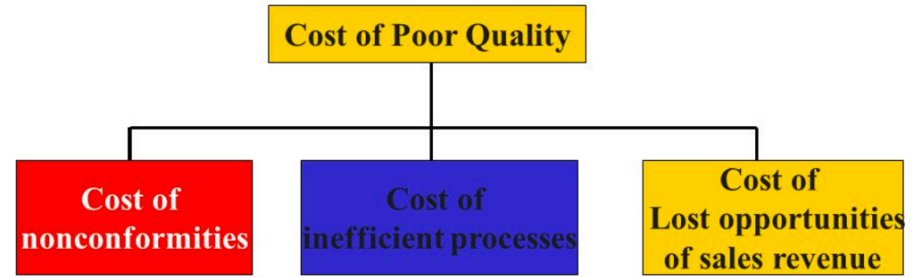 Cost of Poor Quality
Cost of
nonconformities
Cost of
inefficient processes
Cost of
Lost opportunities
of sales revenue